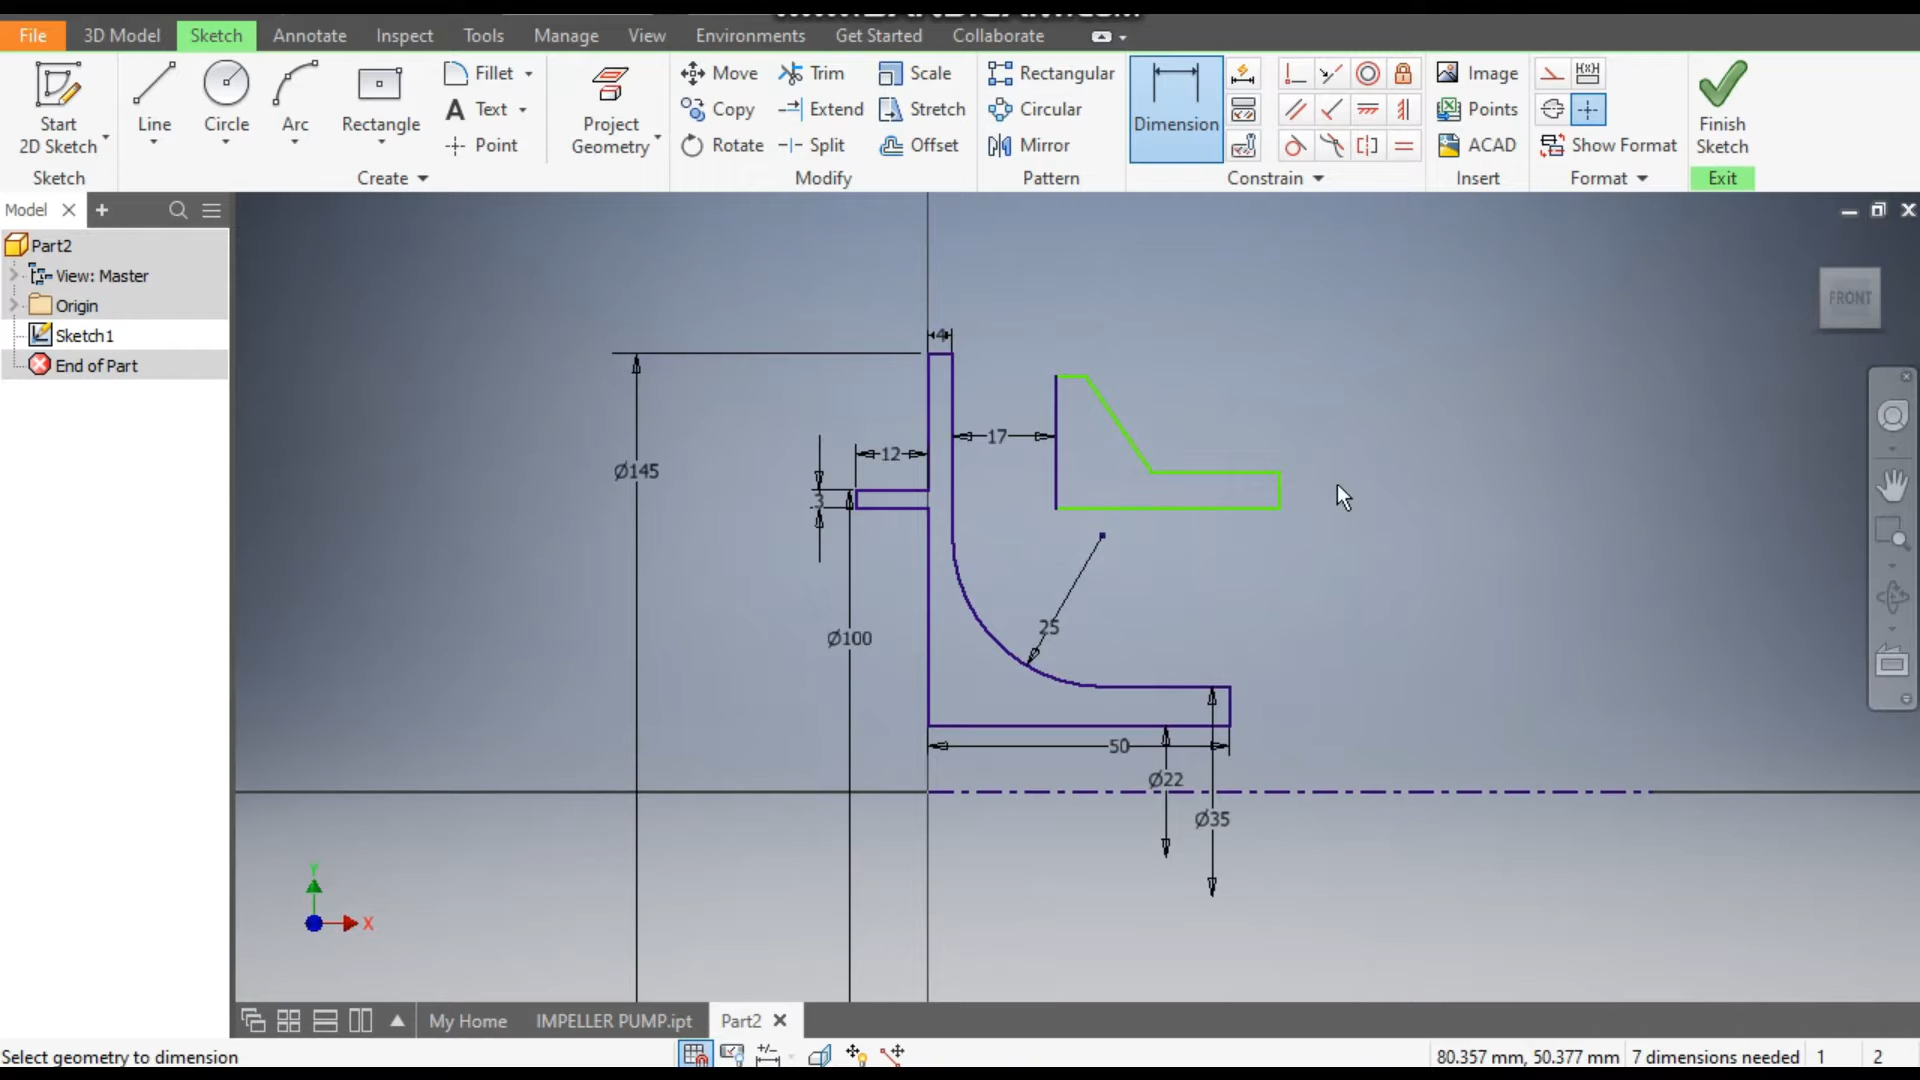 File 3D Model Sketch Annotate Inspect Tools Manage View Environments Get Started Collaborate
Fillet Move Trim Scale Rectangular Image
Text Copy Extend Stretch Circular Points
Start
2D Sketch
Line Circle Arc Rectangle
Point
Project
Geometry
Rotate Split Offset Mirror
Dimension
ACAD Show Format
Finish
Sketch
Sketch Create Modify Pattern Constrain Insert Format Exit
Model
FRONT
Part2
View: Master
Origin
Sketch1
End of Part
4
17
12
Ø145
3
Ø100
25
50
Ø22
Ø35
Y
X
My Home IMPELLER PUMP.ipt Part2
Select geometry to dimension
80.357 mm, 50.377 mm 7 dimensions needed 1 2